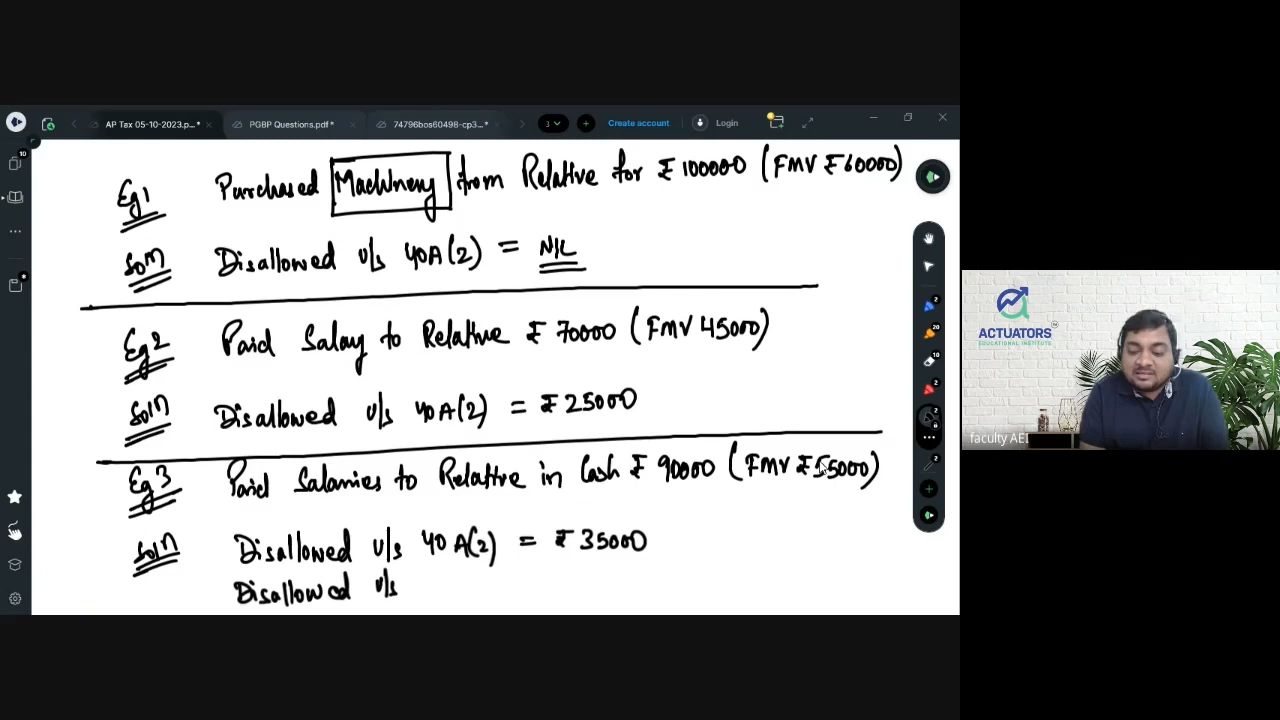 AP Tax 05-10-2023.p...*
PGBP Questions.pdf*
74796bos60498-cp3...*
3
Create account
Login
Eg1 Purchased Machinery from Relative for ₹ 100000 (FMV ₹ 60000)
Soln Disallowed u/s 40A(2) = NIL
Eg2 Paid Salary to Relative ₹ 70000 (FMV 45000)
Soln Disallowed u/s 40A(2) = ₹ 25000
Eg3 Paid Salaries to Relative in Cash ₹ 90000 (FMV ₹ 55000)
Soln Disallowed u/s 40A(2) = ₹ 35000
Disallowed u/s
ACTUATORS
EDUCATIONAL INSTITUTE
faculty AEI